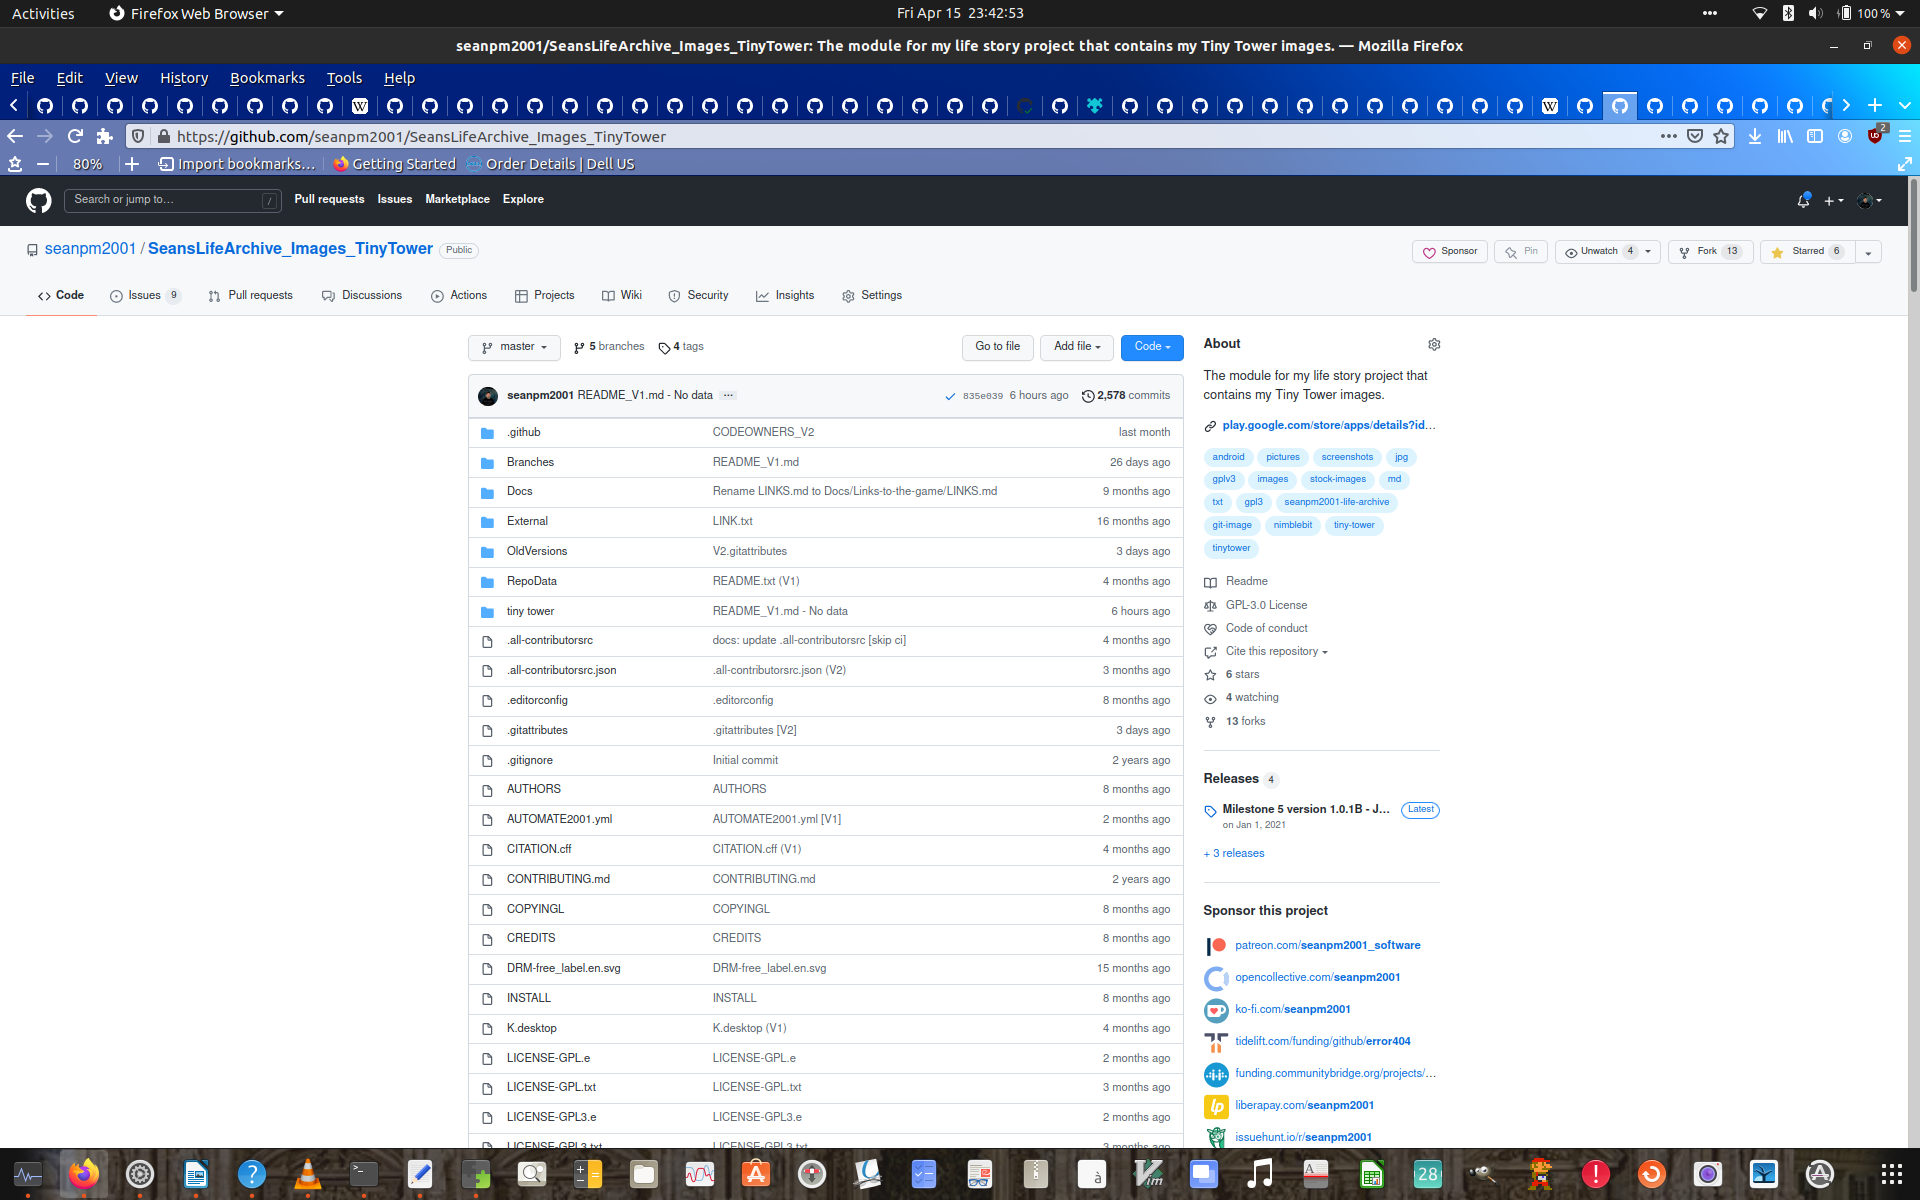 Activities Firefox Web Browser Fri Apr 15 23:42:53 100 %
seanpm2001/SeansLifeArchive_Images_TinyTower: The module for my life story project that contains my Tiny Tower images. — Mozilla Firefox
File Edit View History Bookmarks Tools Help
https://github.com/seanpm2001/SeansLifeArchive_Images_TinyTower 2
80% Import bookmarks... Getting Started Order Details | Dell US
Search or jump to... / Pull requests Issues Marketplace Explore
seanpm2001 / SeansLifeArchive_Images_TinyTower Public Sponsor Pin Unwatch 4 Fork 13 Starred 6
Code Issues 9 Pull requests Discussions Actions Projects Wiki Security Insights Settings
master 5 branches 4 tags Go to file Add file Code
seanpm2001 README_V1.md - No data ... 835e039 6 hours ago 2,578 commits
.github CODEOWNERS_V2 last month
Branches README_V1.md 26 days ago
Docs Rename LINKS.md to Docs/Links-to-the-game/LINKS.md 9 months ago
External LINK.txt 16 months ago
OldVersions V2.gitattributes 3 days ago
RepoData README.txt (V1) 4 months ago
tiny tower README_V1.md - No data 6 hours ago
.all-contributorsrc docs: update .all-contributorsrc [skip ci] 4 months ago
.all-contributorsrc.json .all-contributorsrc.json (V2) 3 months ago
.editorconfig .editorconfig 8 months ago
.gitattributes .gitattributes [V2] 3 days ago
.gitignore Initial commit 2 years ago
AUTHORS AUTHORS 8 months ago
AUTOMATE2001.yml AUTOMATE2001.yml [V1] 2 months ago
CITATION.cff CITATION.cff (V1) 4 months ago
CONTRIBUTING.md CONTRIBUTING.md 2 years ago
COPYINGL COPYINGL 8 months ago
CREDITS CREDITS 8 months ago
DRM-free_label.en.svg DRM-free_label.en.svg 15 months ago
INSTALL INSTALL 8 months ago
K.desktop K.desktop (V1) 4 months ago
LICENSE-GPL.e LICENSE-GPL.e 2 months ago
LICENSE-GPL.txt LICENSE-GPL.txt 3 months ago
LICENSE-GPL3.e LICENSE-GPL3.e 2 months ago
LICENSE-GPL3.txt LICENSE-GPL3.txt 3 months ago
About
The module for my life story project that
contains my Tiny Tower images.
play.google.com/store/apps/details?id...
android pictures screenshots jpg
gplv3 images stock-images md
txt gpl3 seanpm2001-life-archive
git-image nimblebit tiny-tower
tinytower
Readme
GPL-3.0 License
Code of conduct
Cite this repository
6 stars
4 watching
13 forks
Releases 4
Milestone 5 version 1.0.1B - J... Latest
on Jan 1, 2021
+ 3 releases
Sponsor this project
patreon.com/seanpm2001_software
opencollective.com/seanpm2001
ko-fi.com/seanpm2001
tidelift.com/funding/github/error404
funding.communitybridge.org/projects/...
liberapay.com/seanpm2001
issuehunt.io/r/seanpm2001
28